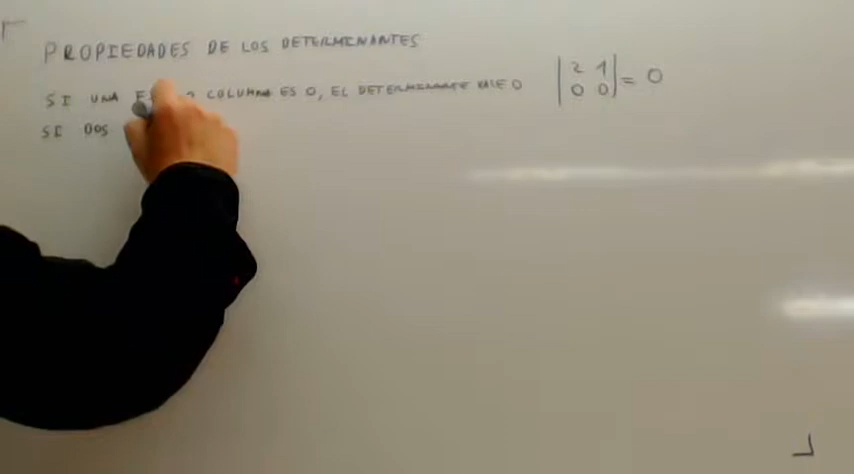 PROPIEDADES DE LOS DETERMINANTES
SI UNA COLUMNA ES 0, EL DETERMINANTE VALE 0 |2 1
0 0| = 0
SI DOS